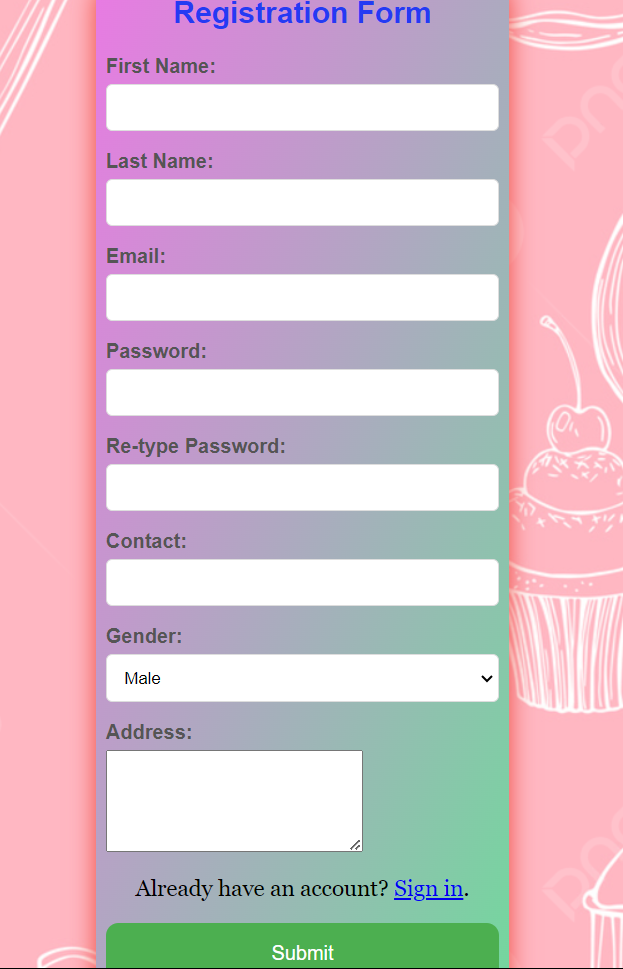 Registration Form
First Name:
Last Name:
Email:
Password:
Re-type Password:
Contact:
Gender:
Male
Address:
Already have an account? Sign in.
Submit